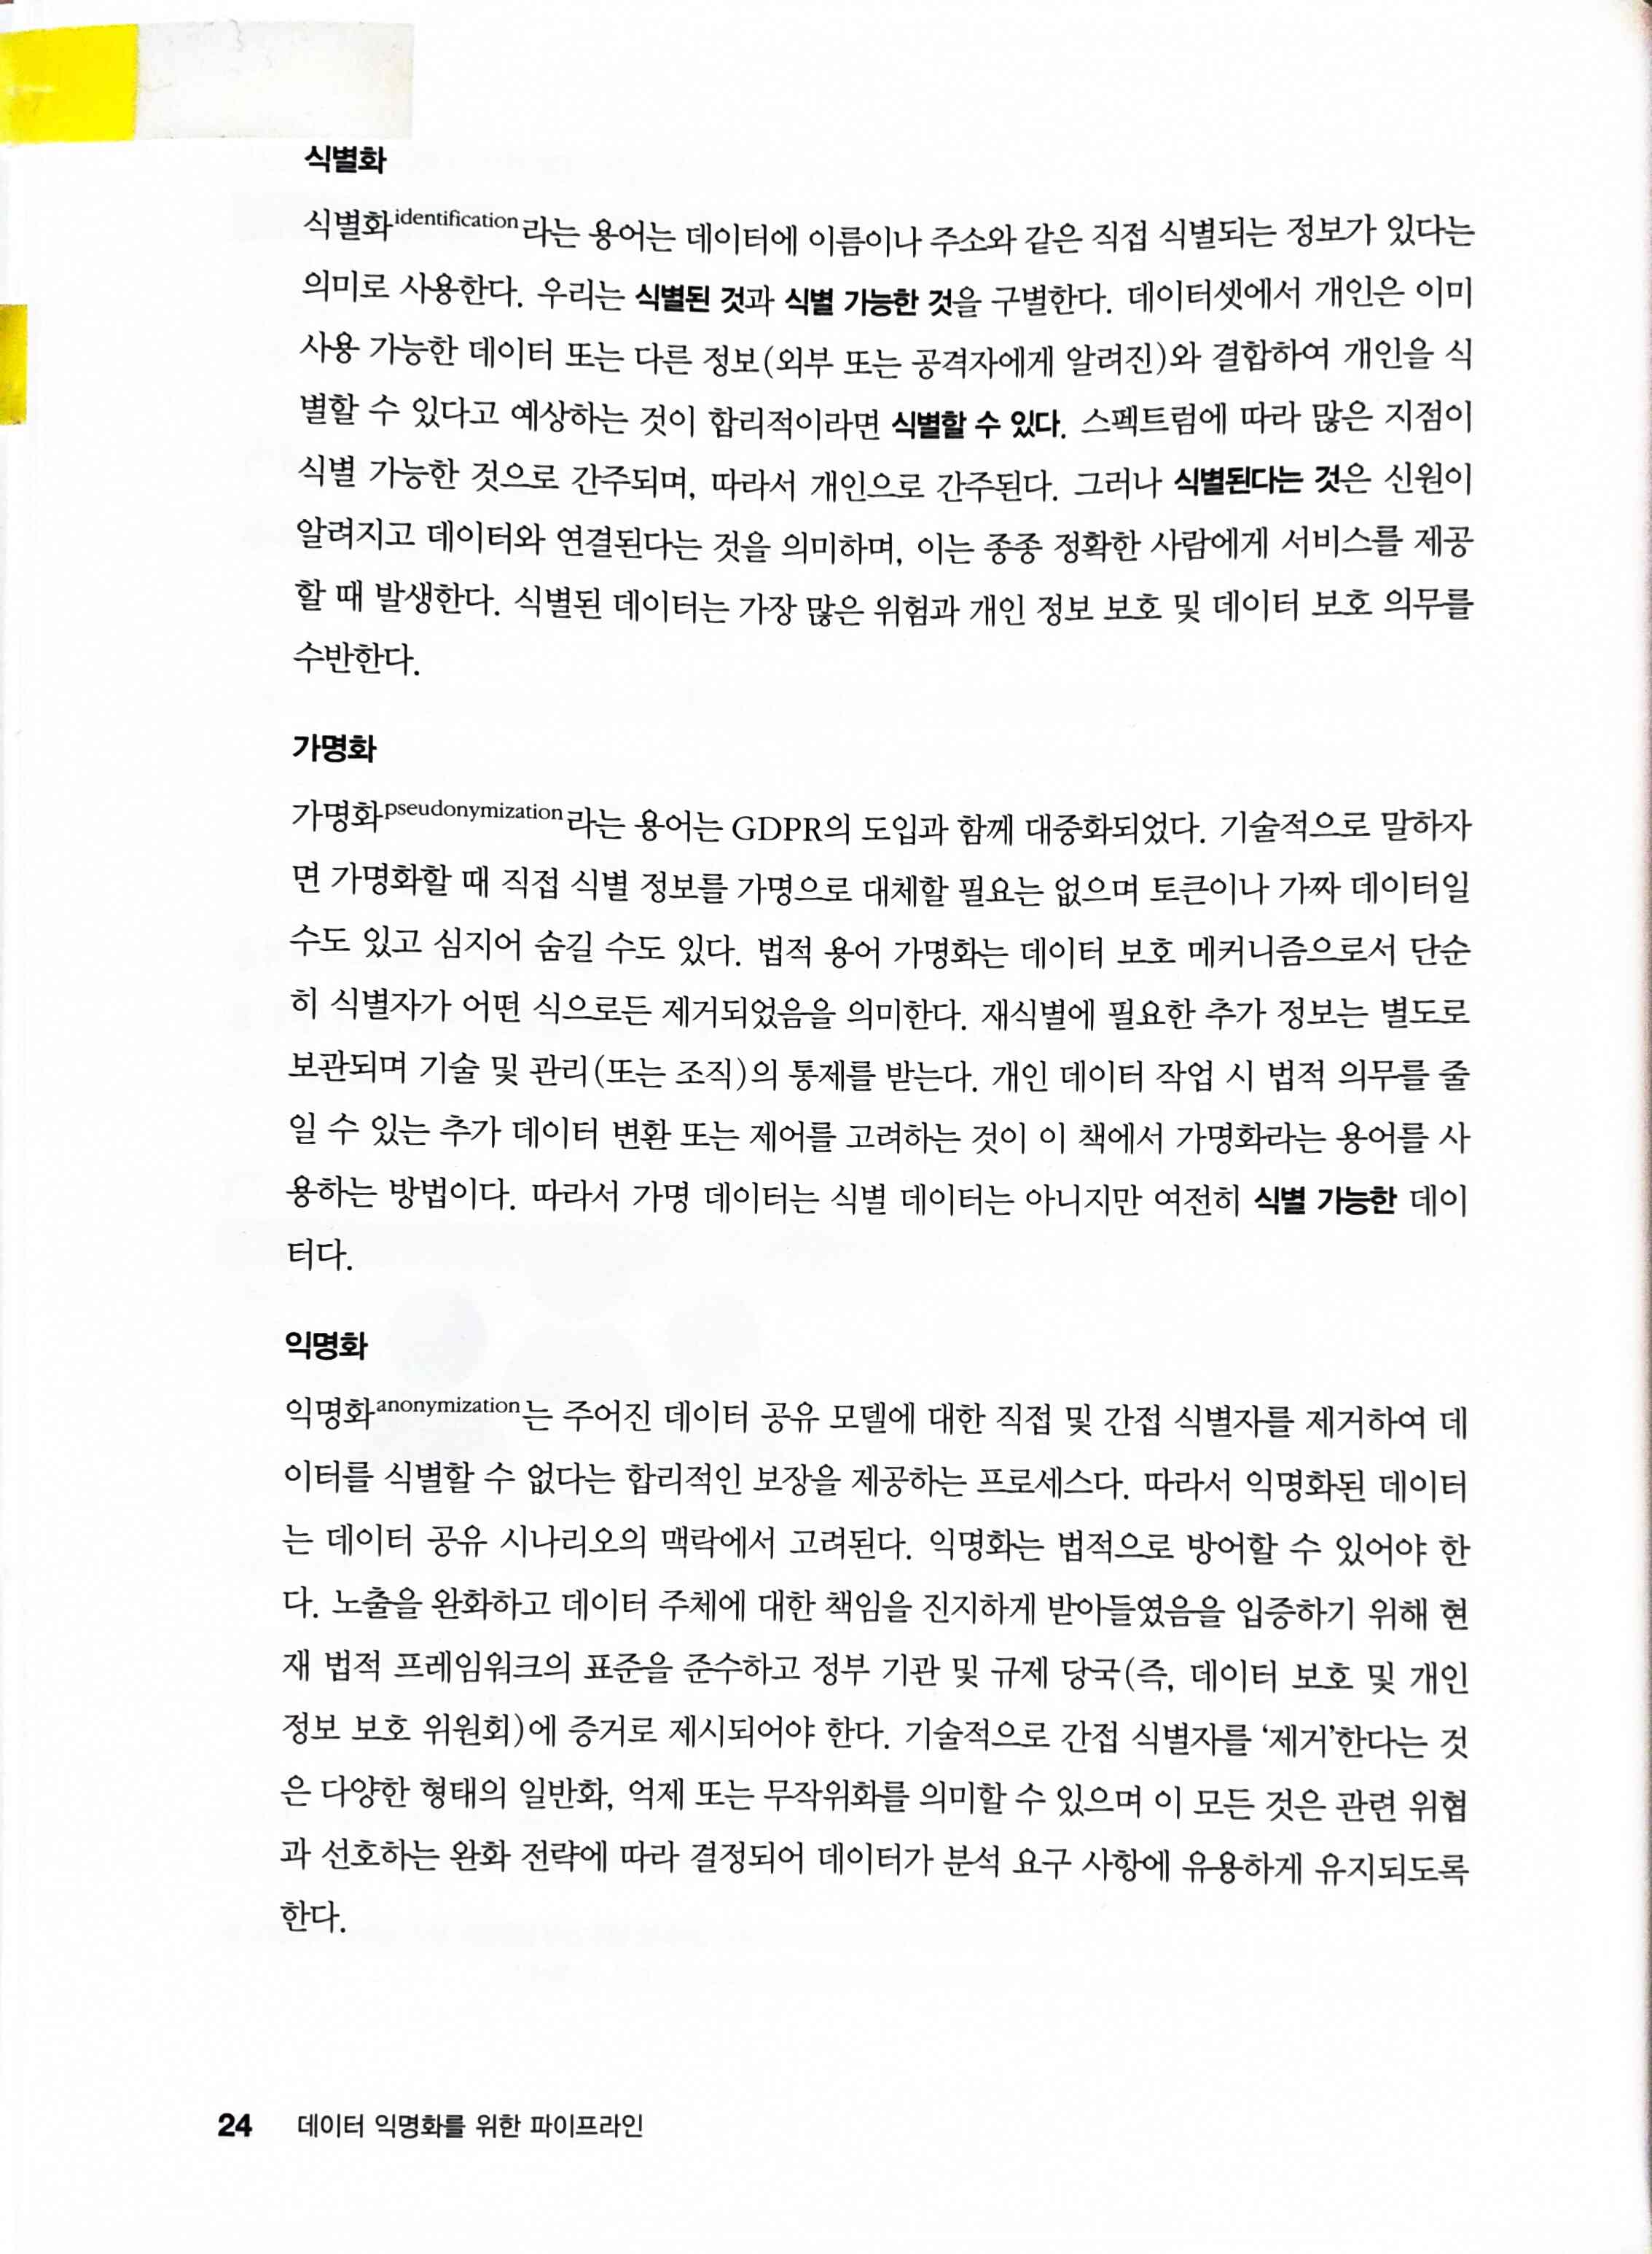 식별화
식별화identification라는 용어는 데이터에 이름이나 주소와 같은 직접 식별되는 정보가 있다는
의미로 사용한다. 우리는 식별된 것과 식별 가능한 것을 구별한다. 데이터셋에서 개인은 이미
사용 가능한 데이터 또는 다른 정보(외부 또는 공격자에게 알려진)와 결합하여 개인을 식
별할 수 있다고 예상하는 것이 합리적이라면 식별할 수 있다. 스펙트럼에 따라 많은 지점이
식별 가능한 것으로 간주되며, 따라서 개인으로 간주된다. 그러나 식별된다는 것은 신원이
알려지고 데이터와 연결된다는 것을 의미하며, 이는 종종 정확한 사람에게 서비스를 제공
할 때 발생한다. 식별된 데이터는 가장 많은 위험과 개인 정보 보호 및 데이터 보호 의무를
수반한다.
가명화
가명화pseudonymization라는 용어는 GDPR의 도입과 함께 대중화되었다. 기술적으로 말하자
면 가명화할 때 직접 식별 정보를 가명으로 대체할 필요는 없으며 토큰이나 가짜 데이터일
수도 있고 심지어 숨길 수도 있다. 법적 용어 가명화는 데이터 보호 메커니즘으로서 단순
히 식별자가 어떤 식으로든 제거되었음을 의미한다. 재식별에 필요한 추가 정보는 별도로
보관되며 기술 및 관리(또는 조직)의 통제를 받는다. 개인 데이터 작업 시 법적 의무를 줄
일 수 있는 추가 데이터 변환 또는 제어를 고려하는 것이 이 책에서 가명화라는 용어를 사
용하는 방법이다. 따라서 가명 데이터는 식별 데이터는 아니지만 여전히 식별 가능한 데이
터다.
익명화
익명화anonymization는 주어진 데이터 공유 모델에 대한 직접 및 간접 식별자를 제거하여 데
이터를 식별할 수 없다는 합리적인 보장을 제공하는 프로세스다. 따라서 익명화된 데이터
는 데이터 공유 시나리오의 맥락에서 고려된다. 익명화는 법적으로 방어할 수 있어야 한
다. 노출을 완화하고 데이터 주체에 대한 책임을 진지하게 받아들였음을 입증하기 위해 현
재 법적 프레임워크의 표준을 준수하고 정부 기관 및 규제 당국(즉, 데이터 보호 및 개인
정보 보호 위원회)에 증거로 제시되어야 한다. 기술적으로 간접 식별자를 ‘제거’한다는 것
은 다양한 형태의 일반화, 억제 또는 무작위화를 의미할 수 있으며 이 모든 것은 관련 위협
과 선호하는 완화 전략에 따라 결정되어 데이터가 분석 요구 사항에 유용하게 유지되도록
한다.
24 데이터 익명화를 위한 파이프라인